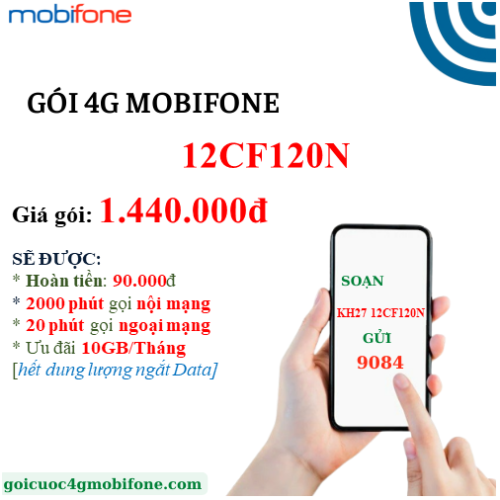 mobifone
GÓI 4G MOBIFONE
12CF120N
Giá gói: 1.440.000đ
SẼ ĐƯỢC:
* Hoàn tiền: 90.000đ
* 2000 phút gọi nội mạng
* 20 phút gọi ngoại mạng
* Ưu đãi 10GB/Tháng
[hết dung lượng ngắt Data]
SOẠN
KH27 12CF120N
GỬI
9084
goicuoc4gmobifone.com